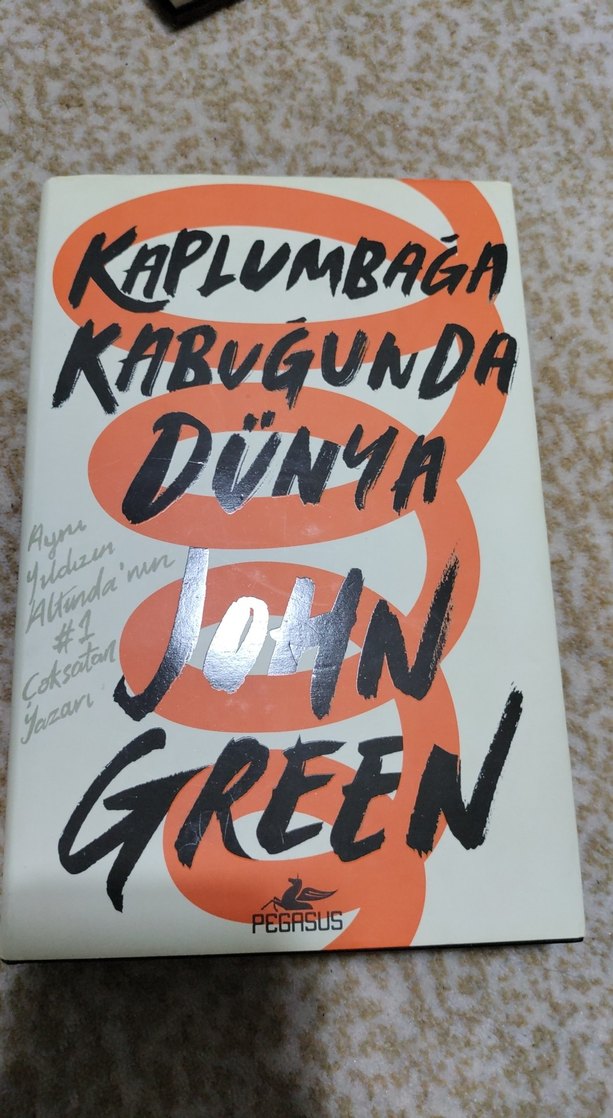 KAPLUMBAĞA
KABUĞUNDA
DÜNYA
Aynı
Yıldızın
Altında'nın
#1
Çoksatan
Yazarı
JOHN
GREEN
PEGASUS